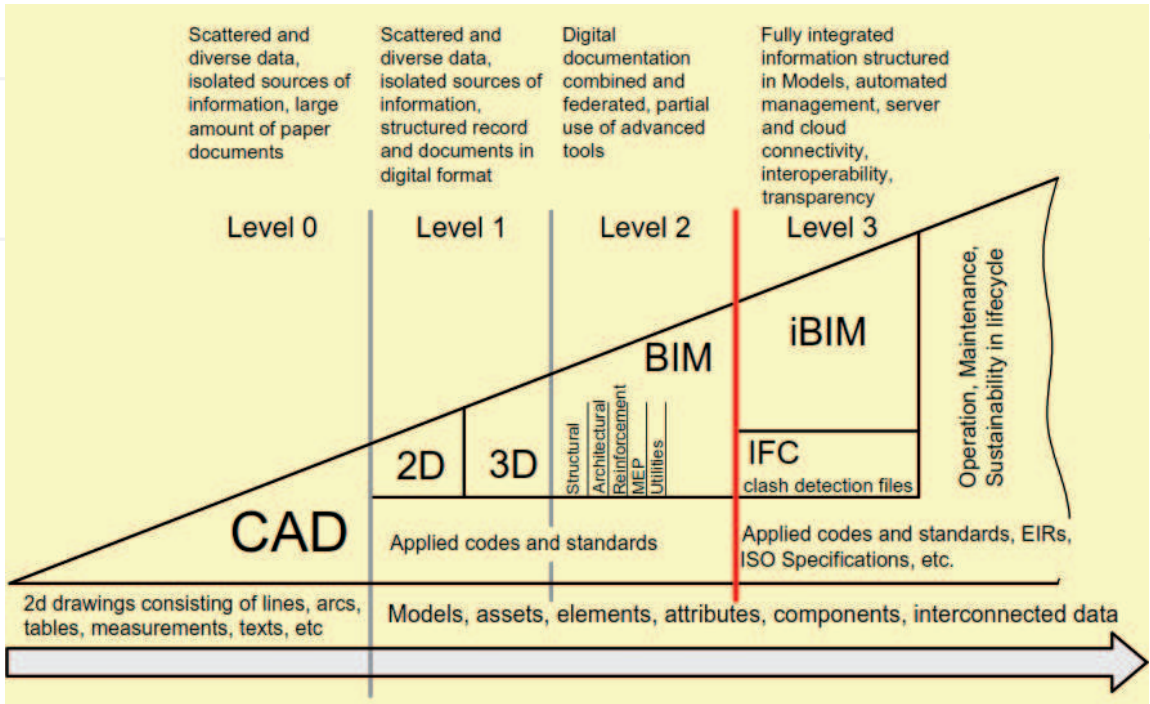 Scattered and
diverse data,
isolated sources of
information, large
amount of paper
documents
Scattered and
diverse data,
isolated sources of
information,
structured record
and documents in
digital format
Digital
documentation
combined and
federated, partial
use of advanced
tools
Fully integrated
information structured
in Models, automated
management, server
and cloud
connectivity,
interoperability,
transparency
Level 0
Level 1
Level 2
Level 3
CAD
2D
3D
BIM
Structural
Architectural
Reinforcement
MEP
Utilities
iBIM
IFC
clash detection files
Operation, Maintenance,
Sustainability in lifecycle
Applied codes and standards
Applied codes and standards, EIRs,
ISO Specifications, etc.
2d drawings consisting of lines, arcs,
tables, measurements, texts, etc
Models, assets, elements, attributes, components, interconnected data